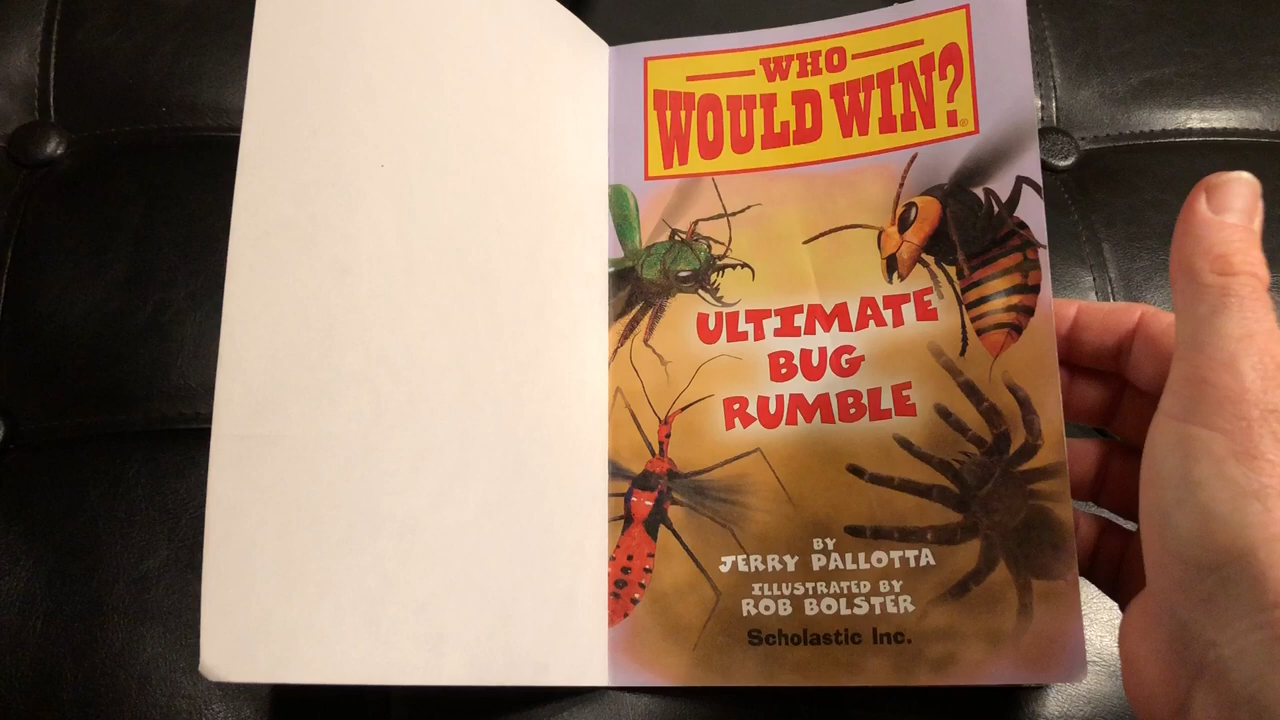 WHO
WOULD WIN?®
ULTIMATE
BUG
RUMBLE
BY
JERRY PALLOTTA
ILLUSTRATED BY
ROB BOLSTER
Scholastic Inc.